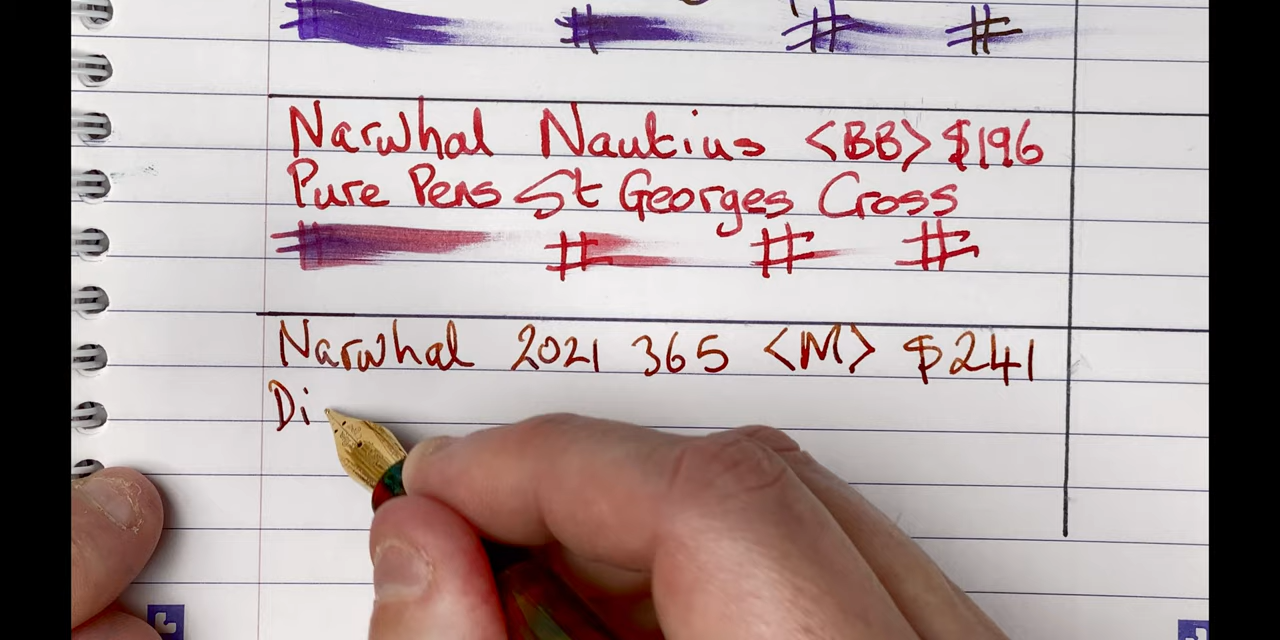 Narwhal Nautius <BB> $196
Pure Pens St Georges Cross
Narwhal 2021 365 <M> $241
Di